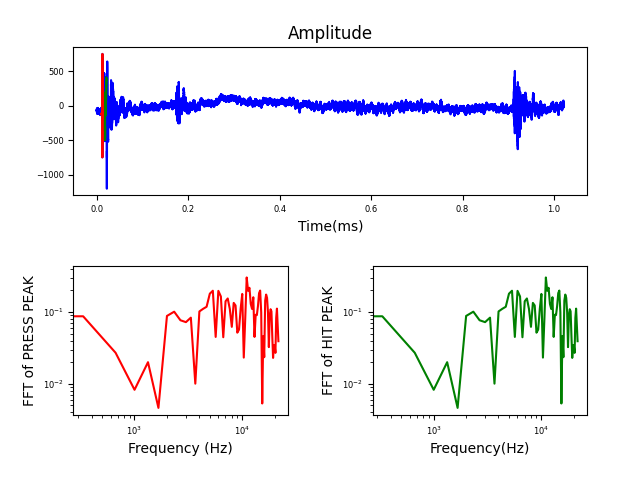 Amplitude
500
0
−500
−1000
0.0 0.2 0.4 0.6 0.8 1.0
Time(ms)
FFT of PRESS PEAK
10⁻¹
10⁻²
10³ 10⁴
Frequency (Hz)
FFT of HIT PEAK
10⁻¹
10⁻²
10³ 10⁴
Frequency(Hz)